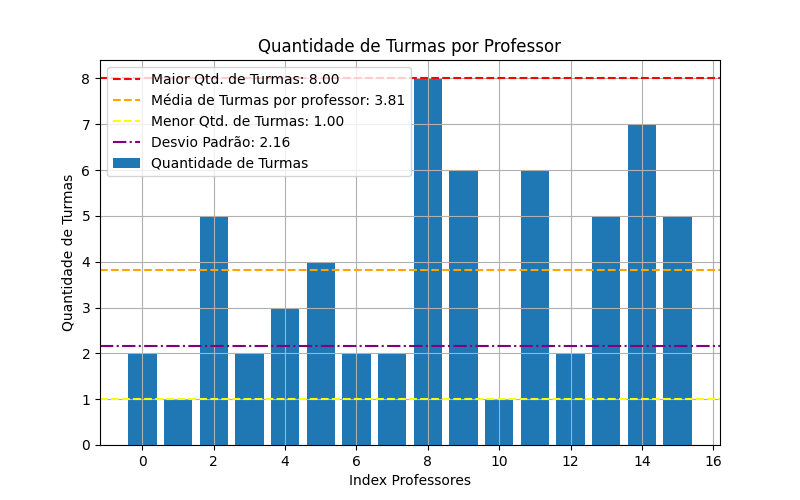 Quantidade de Turmas por Professor
Maior Qtd. de Turmas: 8.00
Média de Turmas por professor: 3.81
Menor Qtd. de Turmas: 1.00
Desvio Padrão: 2.16
Quantidade de Turmas
Quantidade de Turmas
8
7
6
5
4
3
2
1
0
0 2 4 6 8 10 12 14 16
Index Professores